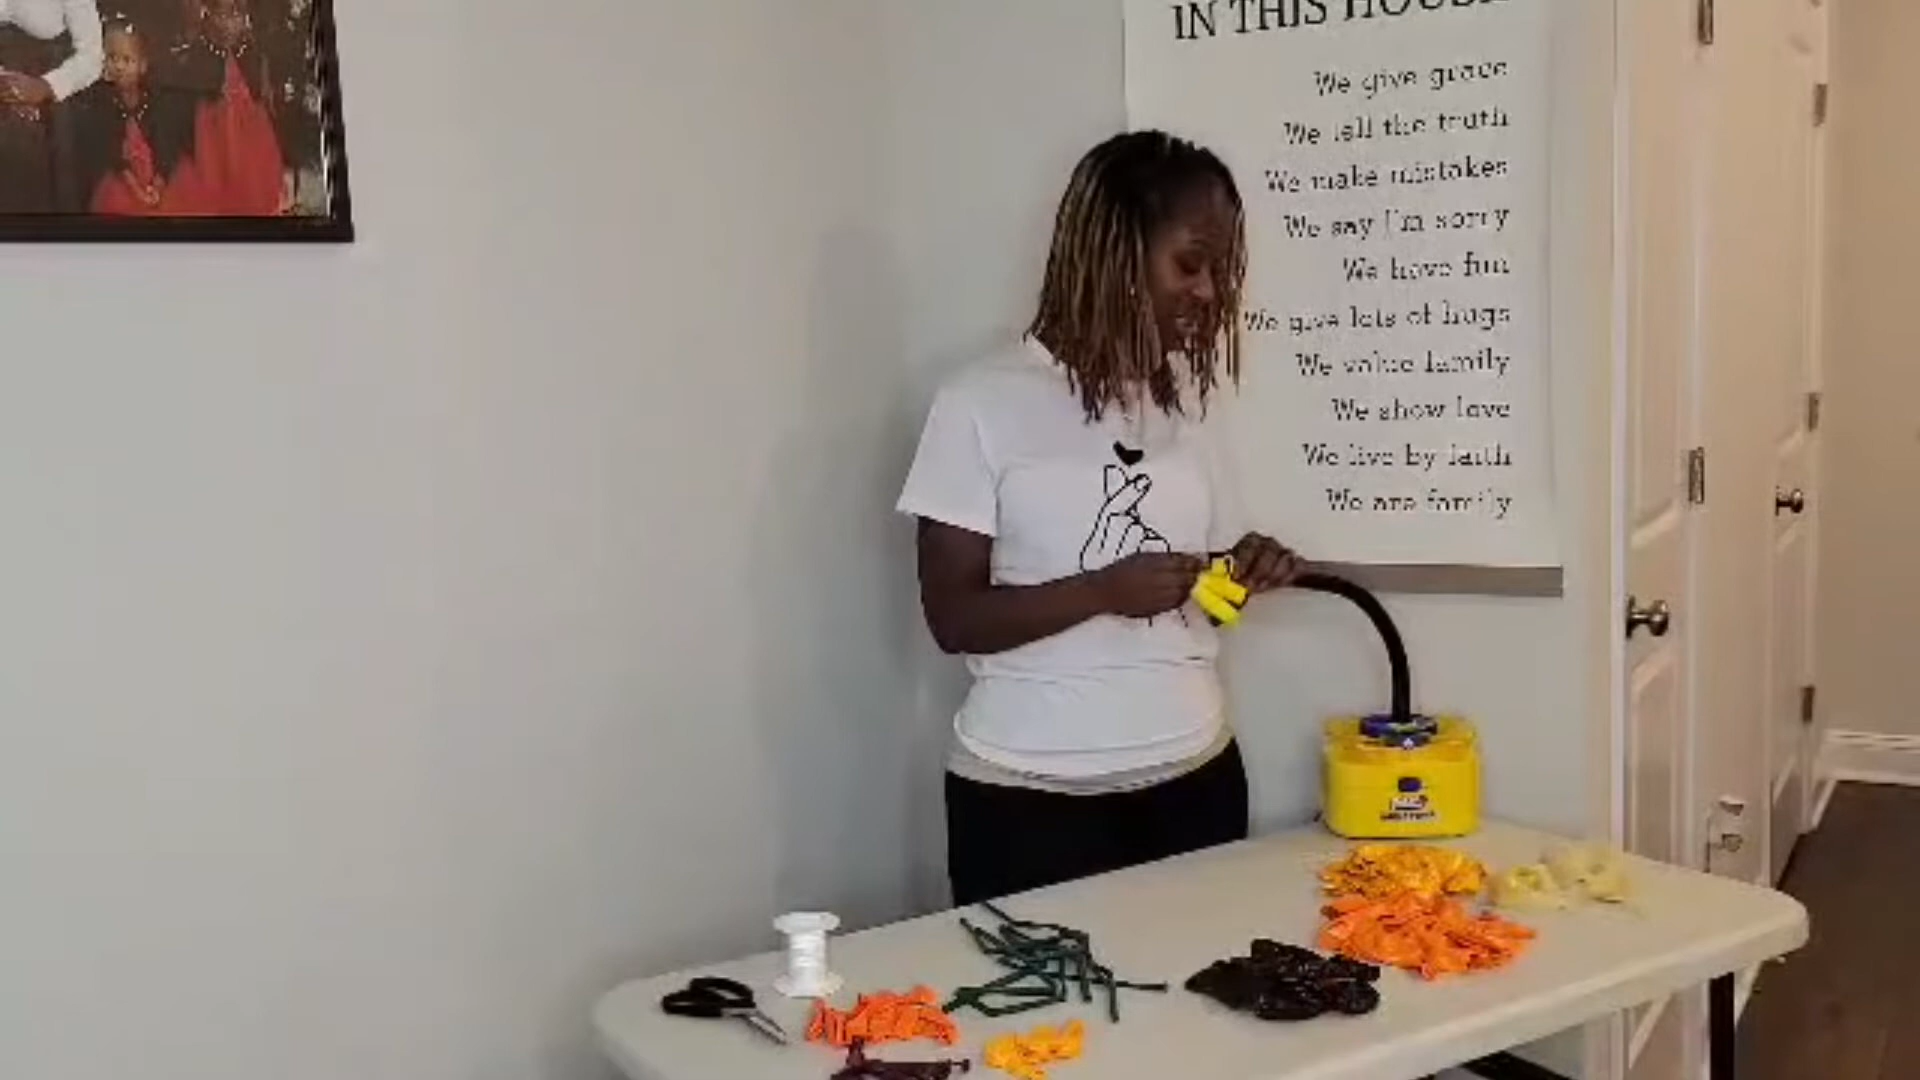 IN THIS HOUSE
We give grace
We tell the truth
We make mistakes
We say I'm sorry
We have fun
We give lots of hugs
We value family
We show love
We live by faith
We are family